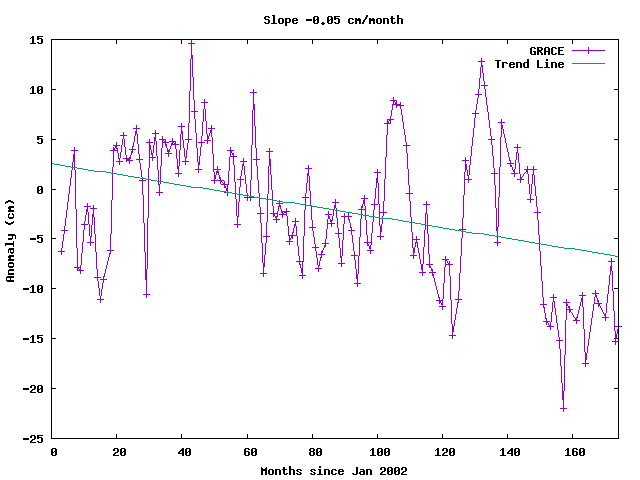 Slope -0.05 cm/month
GRACE
Trend Line
Anomaly (cm)
15
10
5
0
-5
-10
-15
-20
-25
0 20 40 60 80 100 120 140 160
Months since Jan 2002